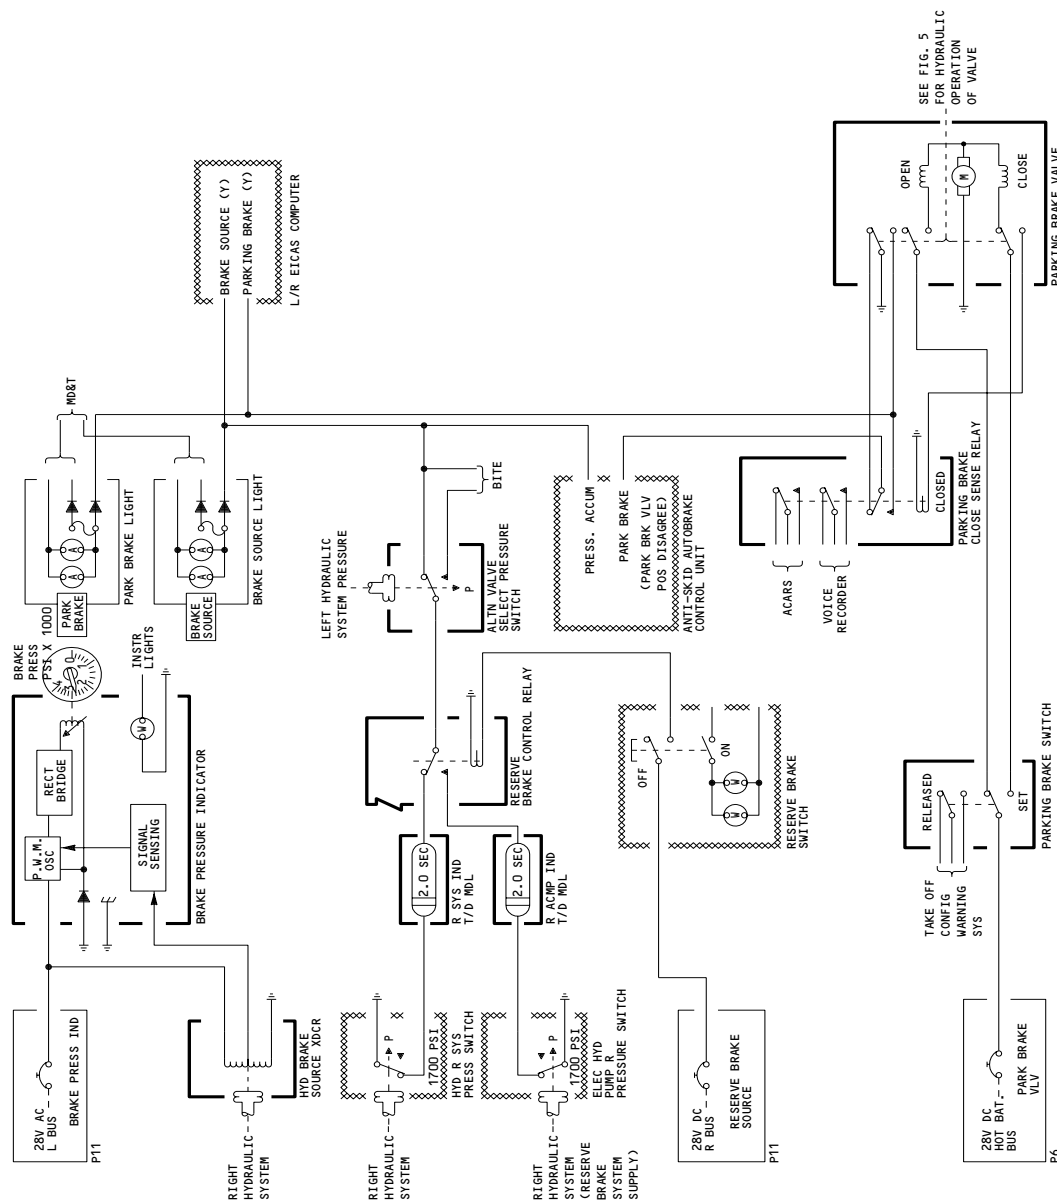 28V AC
L BUS
BRAKE PRESS IND
P11
RIGHT
HYDRAULIC
SYSTEM
HYD BRAKE
SOURCE XDCR
P.W.M.
OSC
RECT
BRIDGE
SIGNAL
SENSING
BRAKE PRESSURE INDICATOR
BRAKE
PRESS
PSI X 1000
4
3
2
1
0
INSTR
LIGHTS
W
PARK
BRAKE
A
A
PARK BRAKE LIGHT
BRAKE
SOURCE
A
A
BRAKE SOURCE LIGHT
MD&T
BRAKE SOURCE (Y)
PARKING BRAKE (Y)
L/R EICAS COMPUTER
RIGHT
HYDRAULIC
SYSTEM
P
1700 PSI
HYD R SYS
PRESS SWITCH
2.0 SEC
R SYS IND
T/D MDL
RIGHT
HYDRAULIC
SYSTEM
(RESERVE
BRAKE
SYSTEM
SUPPLY)
P
1700 PSI
ELEC HYD
PUMP R
PRESSURE SWITCH
2.0 SEC
R ACMP IND
T/D MDL
RESERVE
BRAKE CONTROL RELAY
LEFT HYDRAULIC
SYSTEM PRESSURE
P
ALTN VALVE
SELECT PRESSURE
SWITCH
BITE
PRESS. ACCUM
PARK BRAKE
(PARK BRK VLV
POS DISAGREE)
ANTI-SKID AUTOBRAKE
CONTROL UNIT
28V DC
R BUS
RESERVE BRAKE
SOURCE
P11
OFF
ON
W
W
RESERVE BRAKE
SWITCH
ACARS
VOICE
RECORDER
CLOSED
PARKING BRAKE
CLOSE SENSE RELAY
28V DC
HOT BAT.
BUS
PARK BRAKE
VLV
P6
TAKE OFF
CONFIG
WARNING
SYS
RELEASED
SET
PARKING BRAKE SWITCH
OPEN
M
CLOSE
PARKING BRAKE VALVE
SEE FIG. 5
FOR HYDRAULIC
OPERATION
OF VALVE